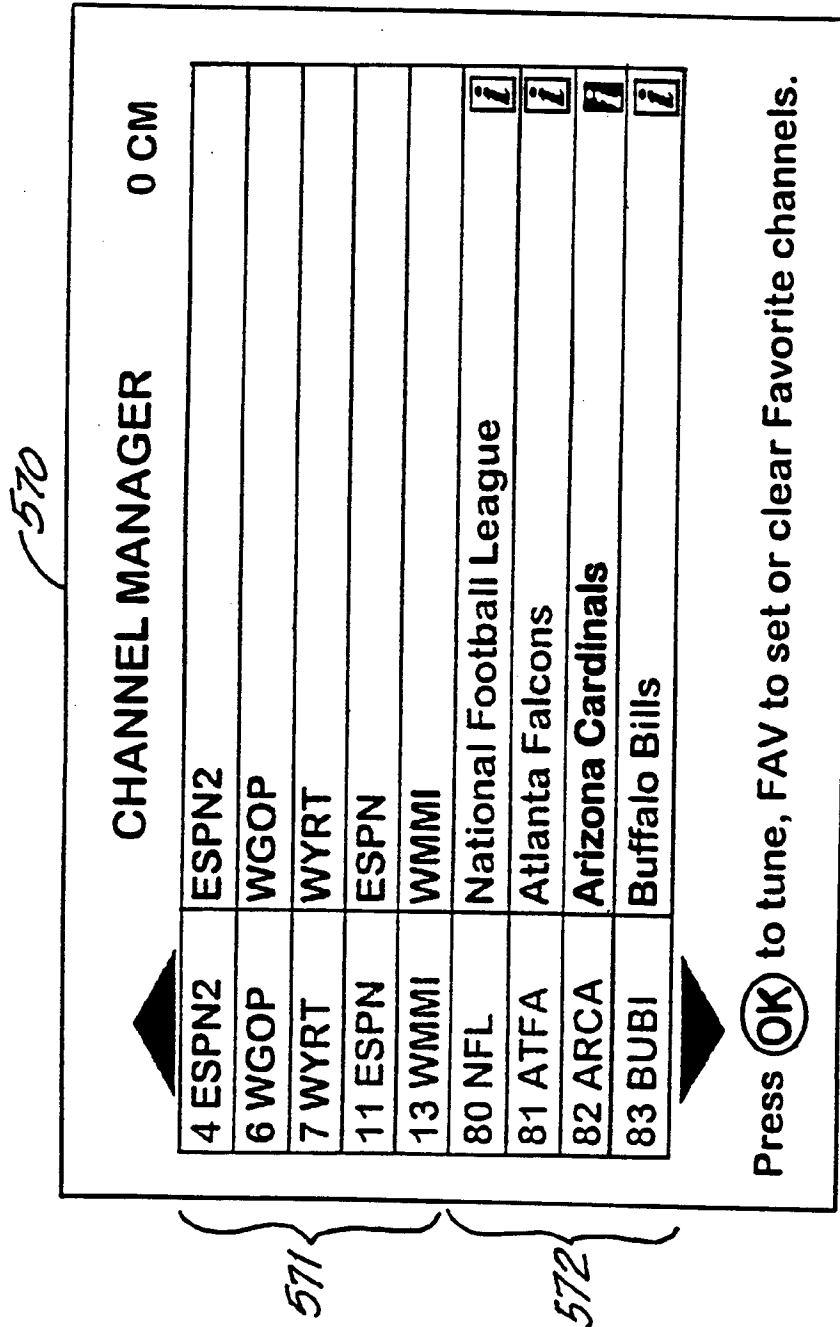 570
CHANNEL MANAGER 0 CM
4 ESPN2 ESPN2
6 WGOP WGOP
7 WYRT WYRT
11 ESPN ESPN
13 WMMI WMMI
80 NFL National Football League i
81 ATFA Atlanta Falcons i
82 ARCA Arizona Cardinals i
83 BUBI Buffalo Bills i
Press OK to tune, FAV to set or clear Favorite channels.
571
572